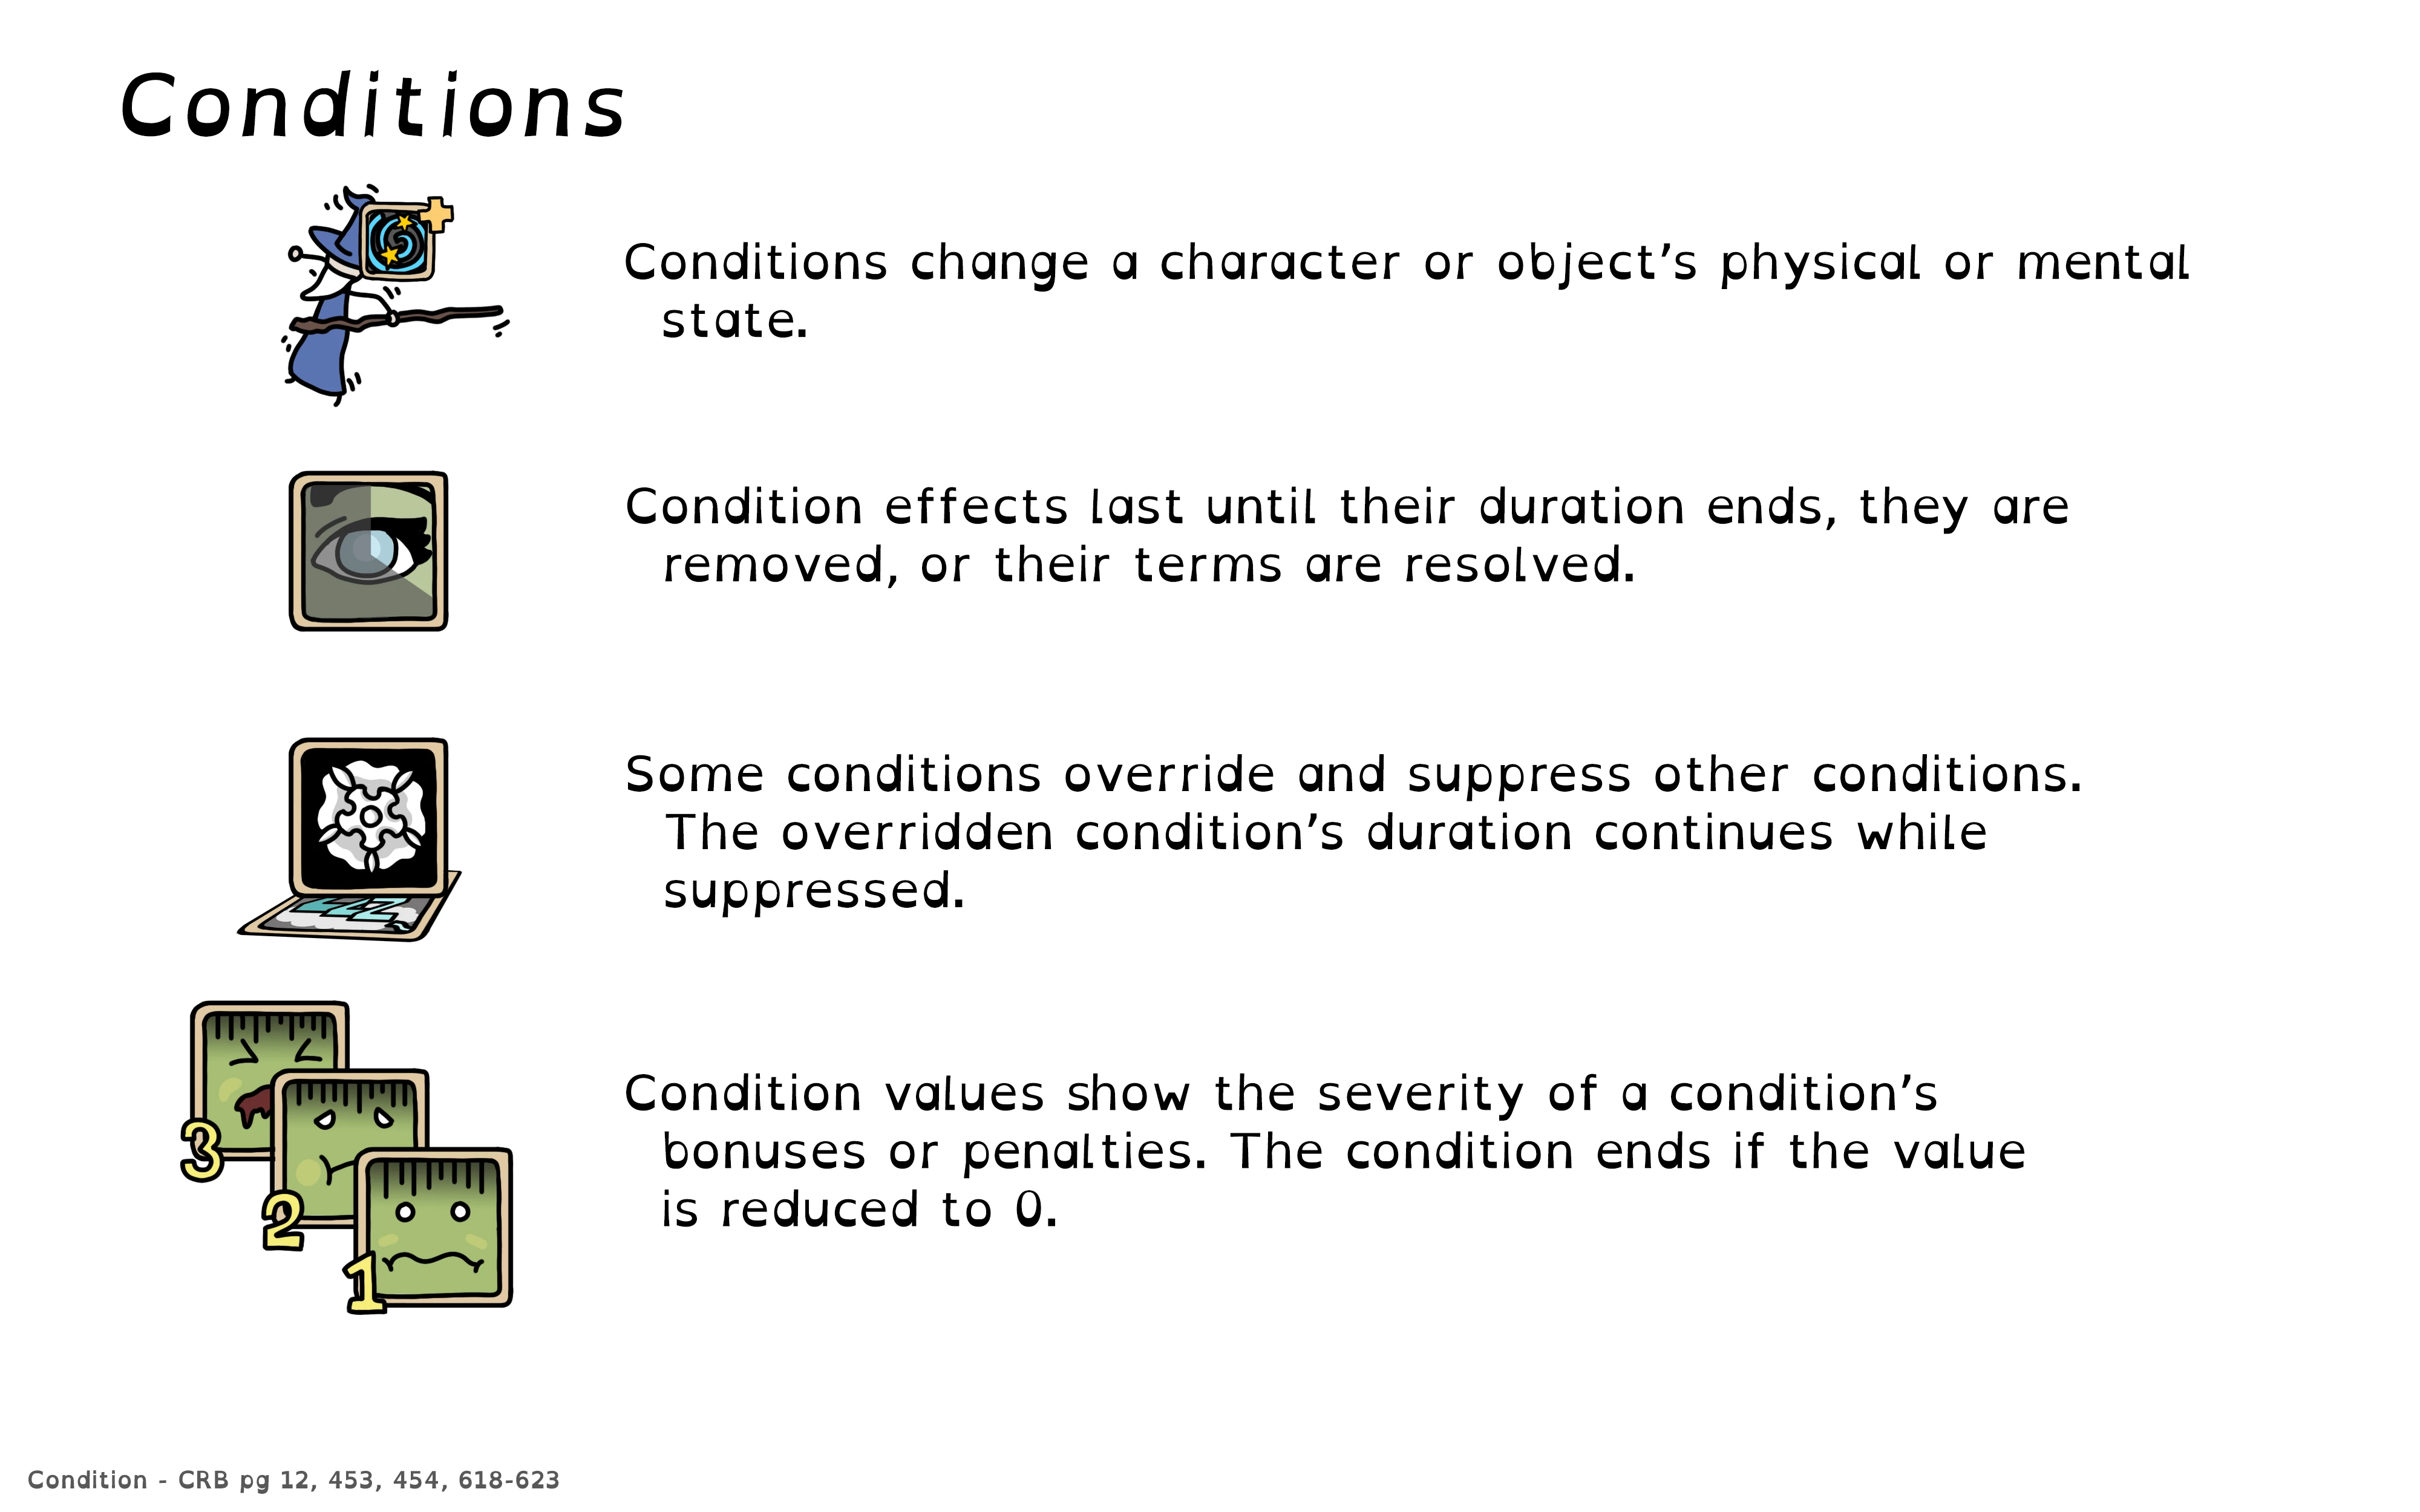 Conditions
Conditions change a character or object’s physical or mental
state.
Condition effects last until their duration ends, they are
removed, or their terms are resolved.
Some conditions override and suppress other conditions.
The overridden condition’s duration continues while
suppressed.
3
2
1
Condition values show the severity of a condition’s
bonuses or penalties. The condition ends if the value
is reduced to 0.
Condition - CRB pg 12, 453, 454, 618-623